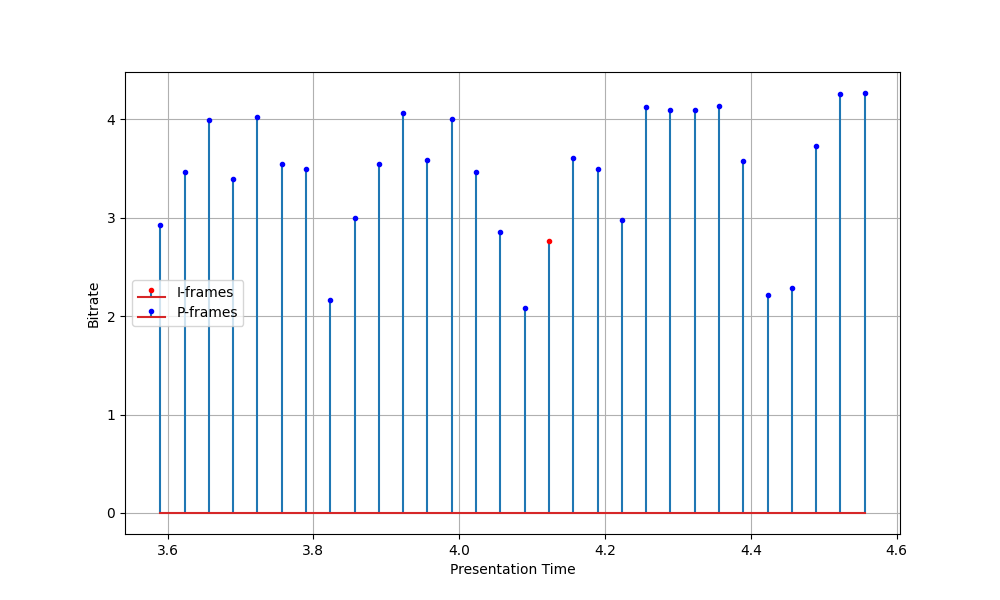 4
3
2
1
0
Bitrate
I-frames
P-frames
3.6 3.8 4.0 4.2 4.4 4.6
Presentation Time